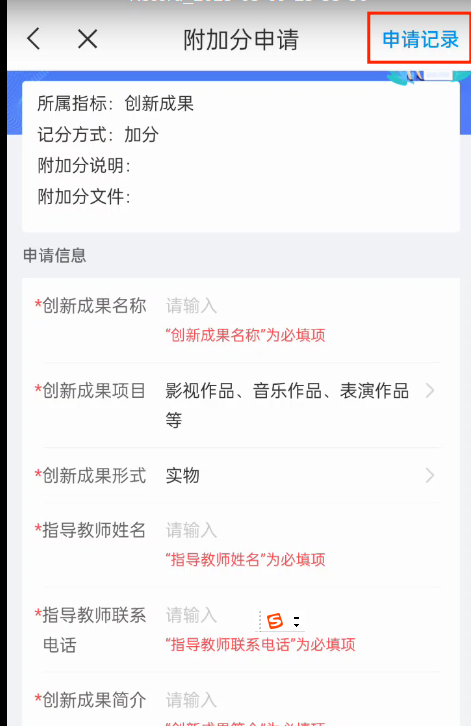 附加分申请
申请记录
所属指标：创新成果
记分方式：加分
附加分说明：
附加分文件：
申请信息
*创新成果名称 请输入
“创新成果名称”为必填项
*创新成果项目 影视作品、音乐作品、表演作品
等
*创新成果形式 实物
*指导教师姓名 请输入
“指导教师姓名”为必填项
*指导教师联系 请输入
电话
“指导教师联系电话”为必填项
*创新成果简介 请输入